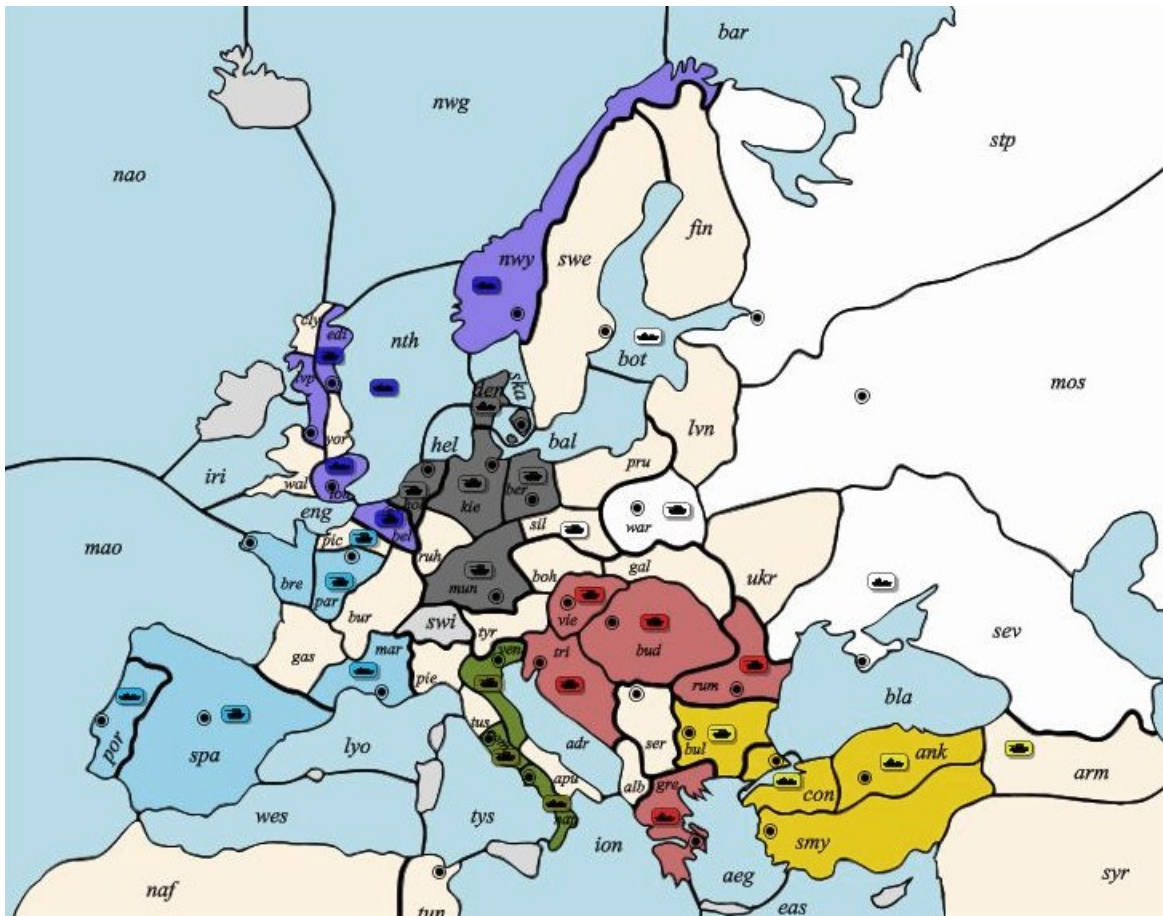 bar
nwg
stp
nao
fin
nwy
swe
cly
edi
nth
ska
bot
mos
lvp
den
lvn
yor
hel
bal
iri
pru
wal
lon
hol
kie
ber
eng
war
sil
pic
bel
mao
ruh
boh
gal
ukr
bre
par
mun
vie
bur
swi
tyr
tri
bud
sev
gas
mar
ven
pie
rum
bla
por
spa
tus
ser
bul
lyo
adr
ank
arm
apu
alb
gre
con
wes
tys
nap
smy
ion
aeg
syr
naf
tun
eas